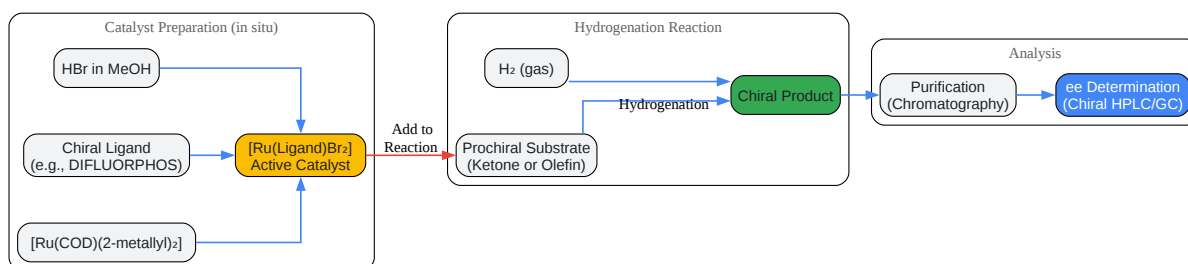 Catalyst Preparation (in situ)
HBr in MeOH
Chiral Ligand
(e.g., DIFLUORPHOS)
[Ru(COD)(2-metallyl)₂]
[Ru(Ligand)Br₂]
Active Catalyst
Add to
Reaction
Hydrogenation Reaction
H₂ (gas)
Prochiral Substrate
(Ketone or Olefin)
Hydrogenation
Chiral Product
Analysis
Purification
(Chromatography)
ee Determination
(Chiral HPLC/GC)